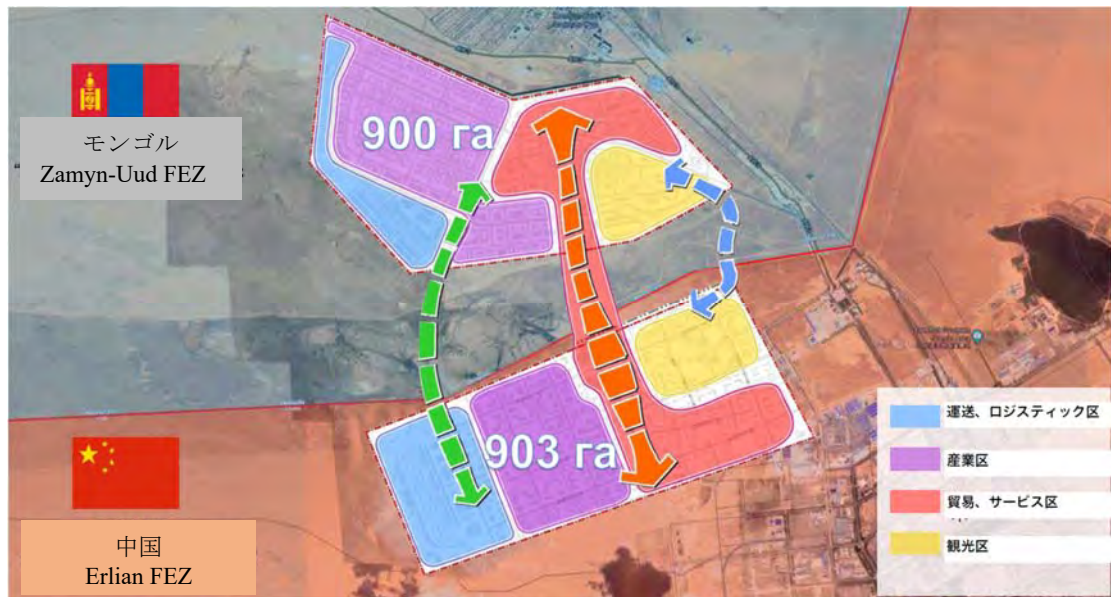 900 га
モンゴル
Zamyn-Uud FEZ
903 га
中国
Erlian FEZ
運送、ロジスティック区
産業区
貿易、サービス区
観光区